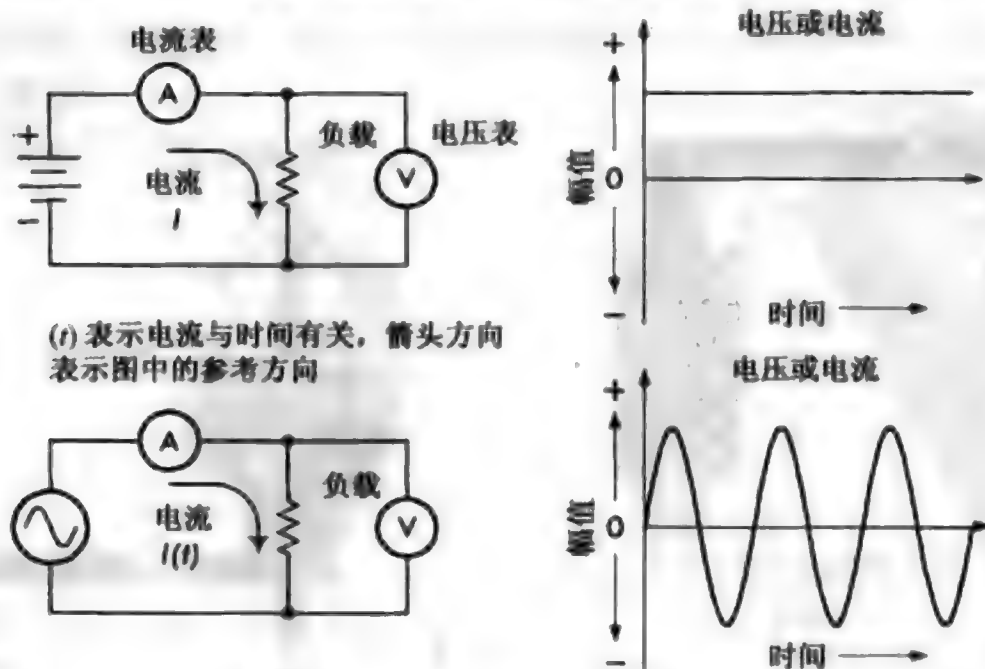 电流表
A
+
负载
电压表
V
电流
I
-
电压或电流
+
幅值
0
-
时间
(t) 表示电流与时间有关，箭头方向
表示图中的参考方向
A
负载
V
电流
I(t)
电压或电流
+
幅值
0
-
时间